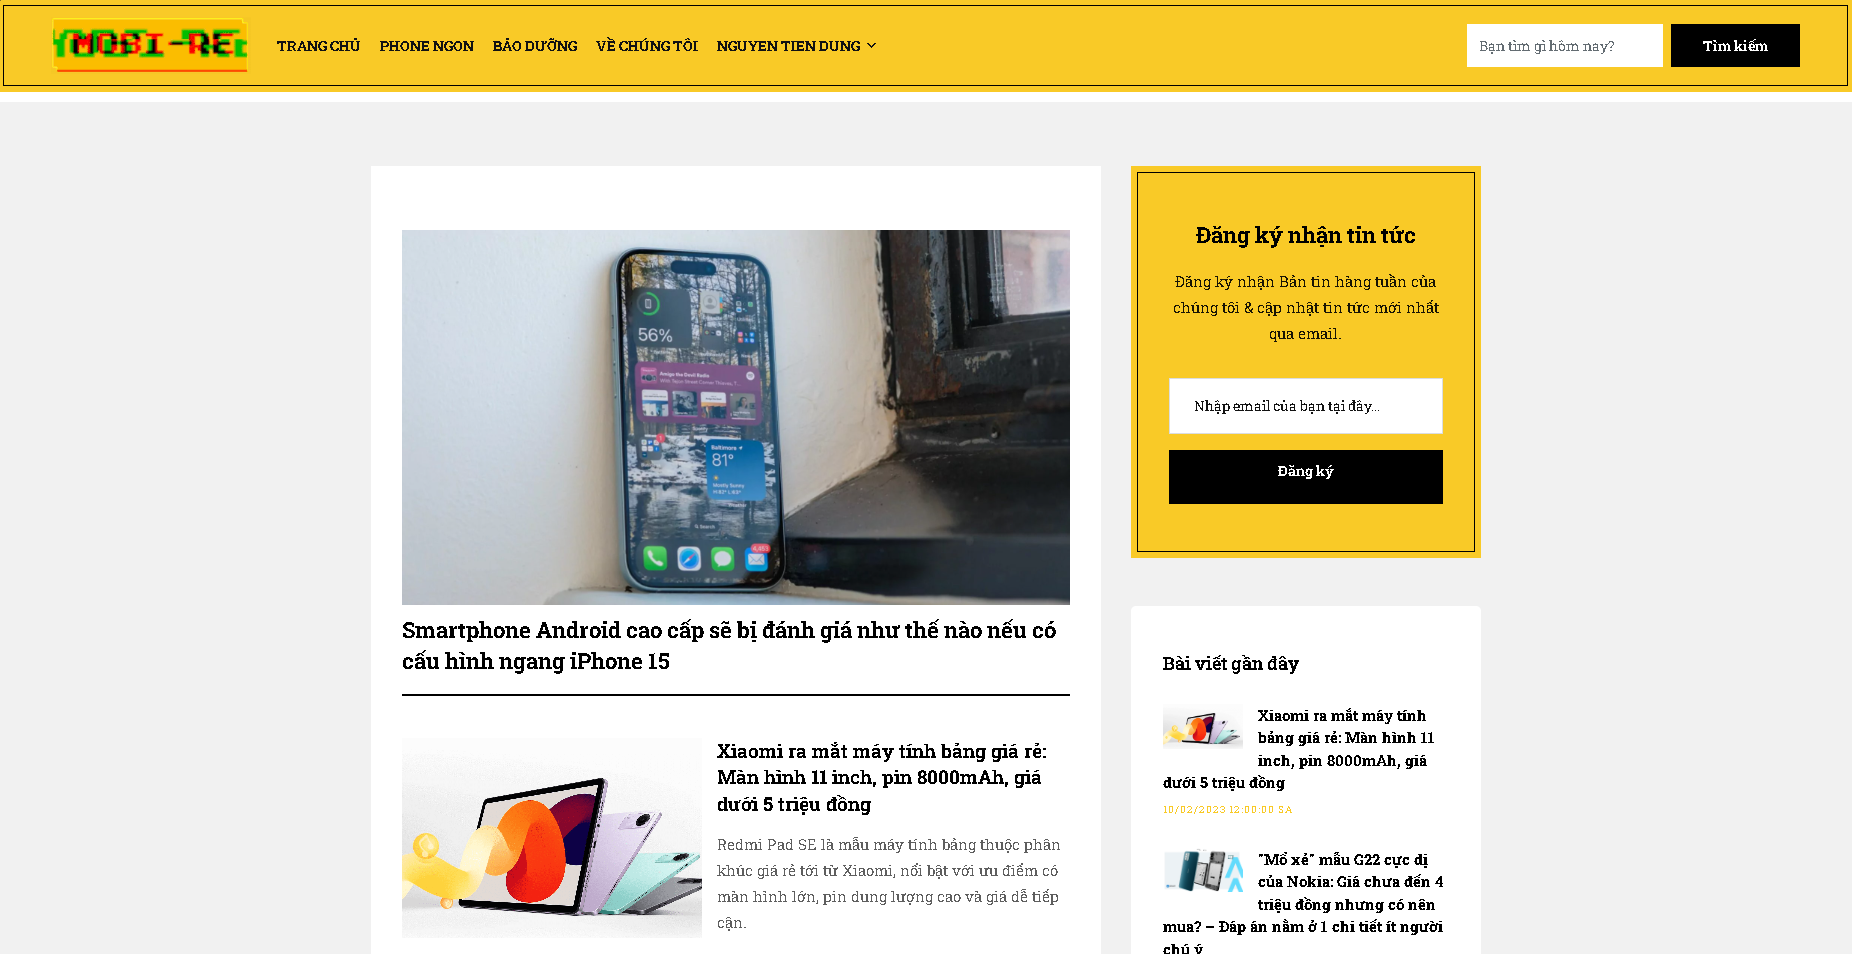 MOBI-RE
TRANG CHỦ PHONE NGON BẢO DƯỠNG VỀ CHÚNG TÔI NGUYEN TIEN DUNG
Bạn tìm gì hôm nay?
Tìm kiếm
56%
Baltimore
81°
Mostly Sunny
Search
Smartphone Android cao cấp sẽ bị đánh giá như thế nào nếu có
cấu hình ngang iPhone 15
Xiaomi ra mắt máy tính bảng giá rẻ:
Màn hình 11 inch, pin 8000mAh, giá
dưới 5 triệu đồng
Redmi Pad SE là mẫu máy tính bảng thuộc phân
khúc giá rẻ tới từ Xiaomi, nổi bật với ưu điểm có
màn hình lớn, pin dung lượng cao và giá dễ tiếp
cận.
Đăng ký nhận tin tức
Đăng ký nhận Bản tin hàng tuần của
chúng tôi & cập nhật tin tức mới nhất
qua email.
Nhập email của bạn tại đây...
Đăng ký
Bài viết gần đây
Xiaomi ra mắt máy tính
bảng giá rẻ: Màn hình 11
inch, pin 8000mAh, giá
dưới 5 triệu đồng
10/02/2023 12:00:00 SA
"Mổ xẻ" mẫu G22 cực dị
của Nokia: Giá chưa đến 4
triệu đồng nhưng có nên
mua? – Đáp án nằm ở 1 chi tiết ít người
chú ý